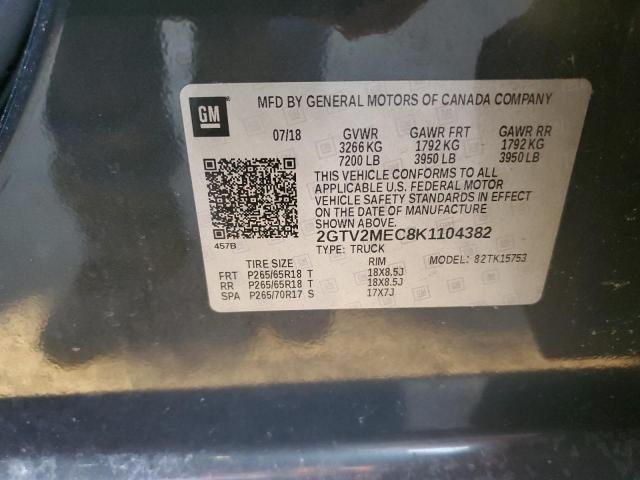 GM
MFD BY GENERAL MOTORS OF CANADA COMPANY
07/18 GVWR GAWR FRT GAWR RR
3266 KG 1792 KG 1792 KG
7200 LB 3950 LB 3950 LB
THIS VEHICLE CONFORMS TO ALL
APPLICABLE U.S. FEDERAL MOTOR
VEHICLE SAFETY STANDARDS IN EFFECT
ON THE DATE OF MANUFACTURE
SHOWN ABOVE.
457B
2GTV2MEC8K1104382
TYPE: TRUCK MODEL: 82TK15753
TIRE SIZE RIM
FRT P265/65R18 T 18X8.5J
RR P265/65R18 T 18X8.5J
SPA P265/70R17 S 17X7J